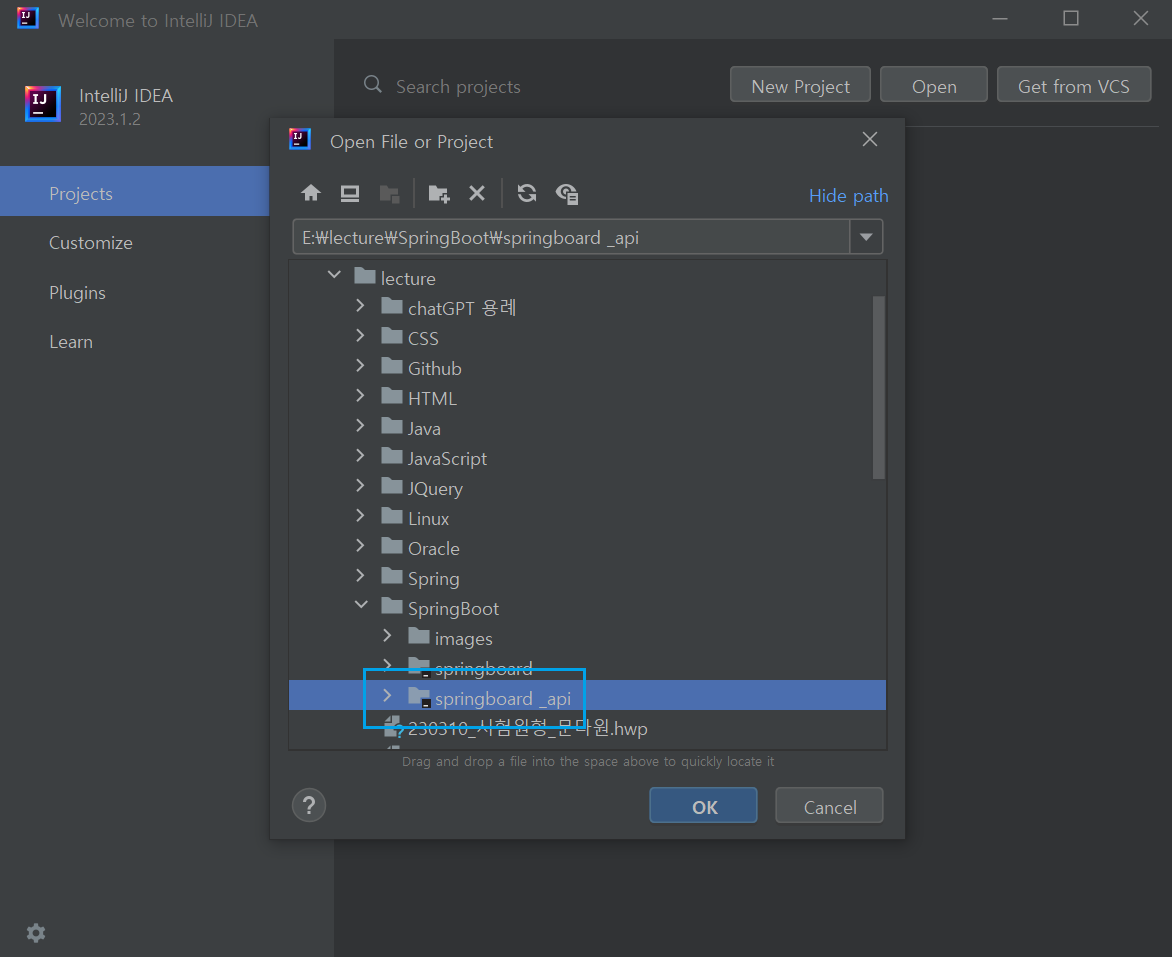 Welcome to IntelliJ IDEA
IntelliJ IDEA
2023.1.2
Search projects
New Project
Open
Get from VCS
Projects
Customize
Plugins
Learn
Open File or Project
Hide path
E:₩lecture₩SpringBoot₩springboard _api
lecture
chatGPT 용례
CSS
Github
HTML
Java
JavaScript
JQuery
Linux
Oracle
Spring
SpringBoot
images
springboard
springboard _api
230310_시험원형_문다원.hwp
Drag and drop a file into the space above to quickly locate it
?
OK
Cancel